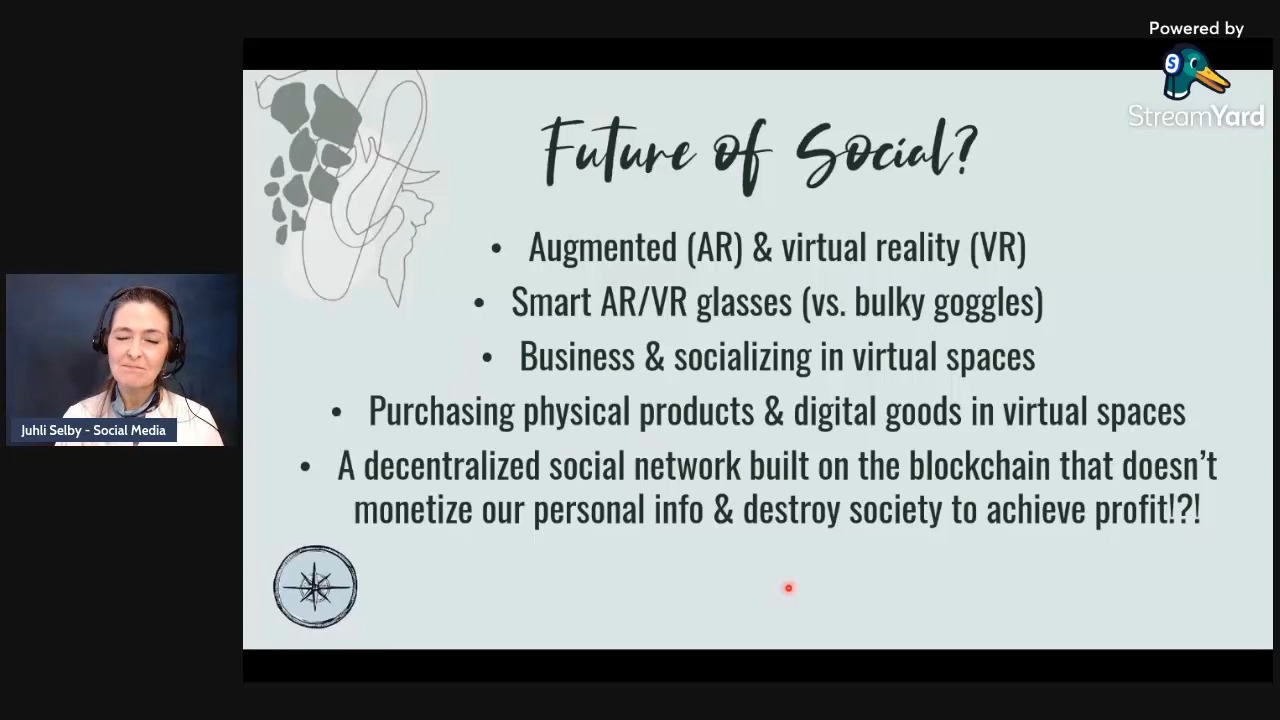 Powered by
S
StreamYard
Future of Social?
• Augmented (AR) & virtual reality (VR)
• Smart AR/VR glasses (vs. bulky goggles)
• Business & socializing in virtual spaces
• Purchasing physical products & digital goods in virtual spaces
• A decentralized social network built on the blockchain that doesn't
monetize our personal info & destroy society to achieve profit!?!
Juhli Selby - Social Media